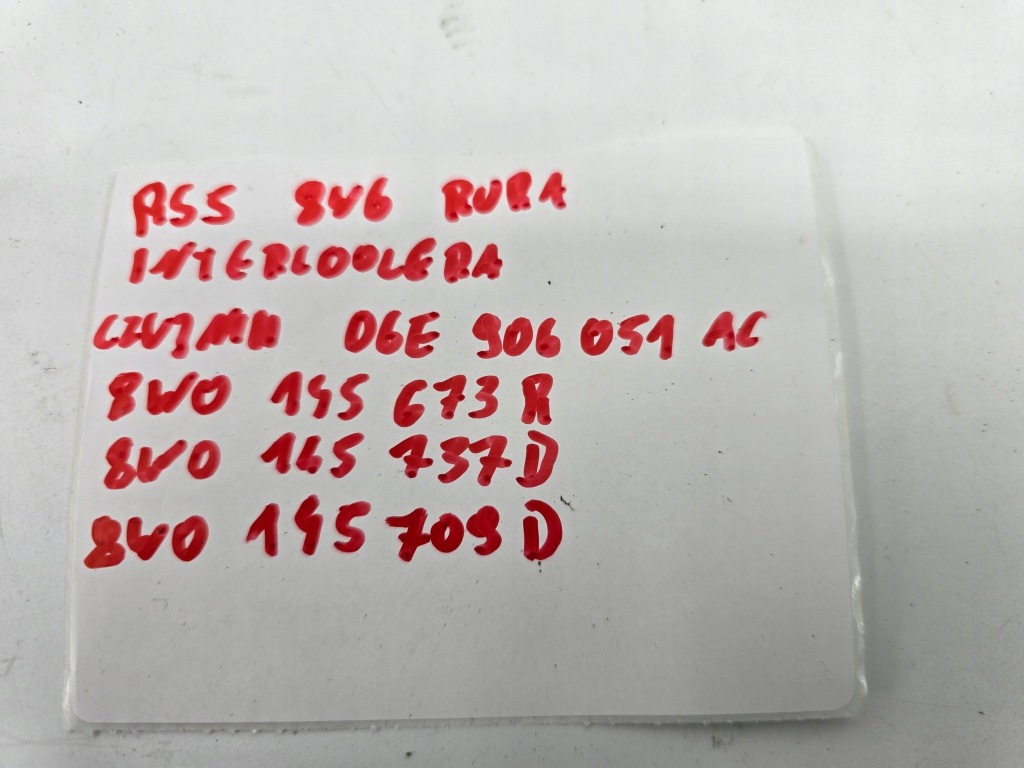 RS5 8W6 RURA
INTERCOOLERA
CZUJNIK 06E 906 051 AC
8W0 145 673 R
8W0 145 737 D
8W0 145 709 D